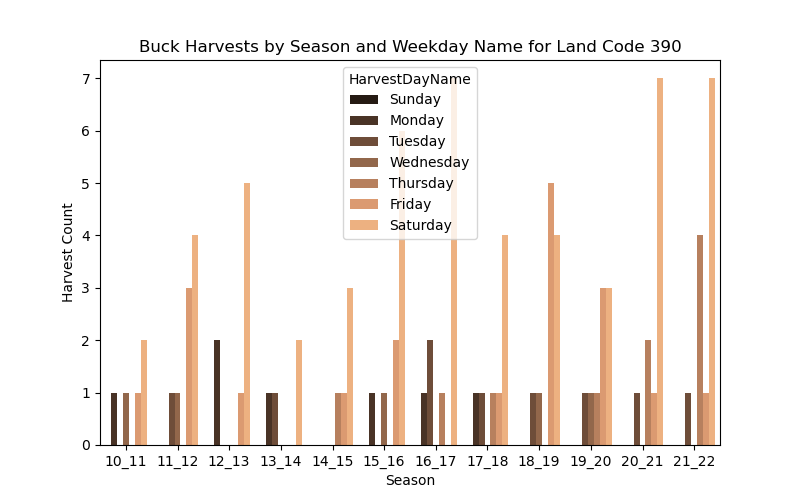 Buck Harvests by Season and Weekday Name for Land Code 390
HarvestDayName
Sunday
Monday
Tuesday
Wednesday
Thursday
Friday
Saturday
Harvest Count
7
6
5
4
3
2
1
0
10_11 11_12 12_13 13_14 14_15 15_16 16_17 17_18 18_19 19_20 20_21 21_22
Season